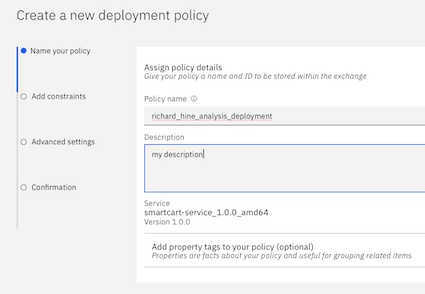 Create a new deployment policy
Name your policy
Add constraints
Advanced settings
Confirmation
Assign policy details
Give your policy a name and ID to be stored within the exchange
Policy name
richard_hine_analysis_deployment
Description
my description
Service
smartcart-service_1.0.0_amd64
Version 1.0.0
Add property tags to your policy (optional)
Properties are facts about your policy and useful for grouping related items